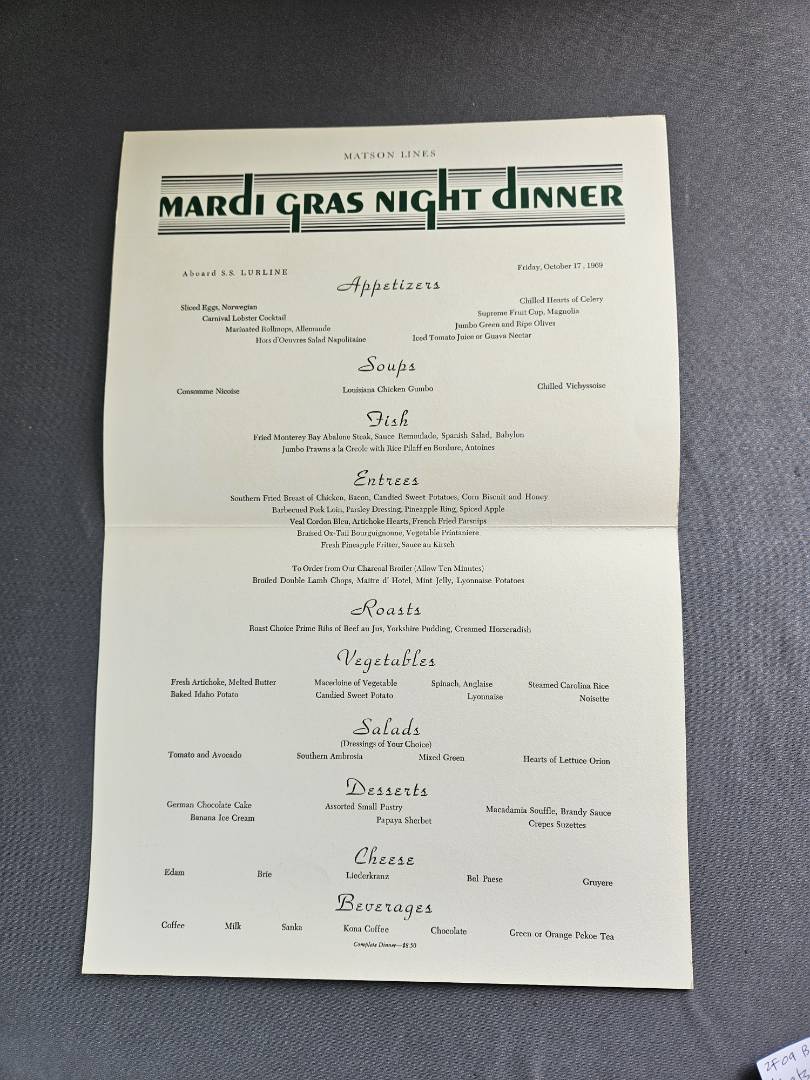 MATSON LINES
MARdI gRAS NIgHT dINNER
Aboard S.S. LURLINE
Friday, October 17, 1969
Appetizers
Sliced Eggs, Norwegian
Chilled Hearts of Celery
Carnival Lobster Cocktail
Supreme Fruit Cup, Magnolia
Marinated Rollmops, Allemande
Jumbo Green and Ripe Olives
Hors d'Oeuvres Salad Napolitaine
Iced Tomato Juice or Guava Nectar
Soups
Consomme Nicoise
Louisiana Chicken Gumbo
Chilled Vichyssoise
Fish
Fried Monterey Bay Abalone Steak, Sauce Remoulade, Spanish Salad, Babylon
Jumbo Prawns a la Creole with Rice Pilaff en Bordure, Antoines
Entrees
Southern Fried Breast of Chicken, Bacon, Candied Sweet Potatoes, Corn Biscuit and Honey
Barbecued Pork Loin, Parsley Dressing, Pineapple Ring, Spiced Apple
Veal Cordon Bleu, Artichoke Hearts, French Fried Parsnips
Braised Ox-Tail Bourguignonne, Vegetable Printaniere
Fresh Pineapple Fritter, Sauce au Kirsch
To Order from Our Charcoal Broiler (Allow Ten Minutes)
Broiled Double Lamb Chops, Maitre d' Hotel, Mint Jelly, Lyonnaise Potatoes
Roasts
Roast Choice Prime Ribs of Beef au Jus, Yorkshire Pudding, Creamed Horseradish
Vegetables
Fresh Artichoke, Melted Butter
Macedoine of Vegetable
Spinach, Anglaise
Steamed Carolina Rice
Baked Idaho Potato
Candied Sweet Potato
Lyonnaise
Noisette
Salads
(Dressings of Your Choice)
Tomato and Avocado
Southern Ambrosia
Mixed Green
Hearts of Lettuce Orion
Desserts
German Chocolate Cake
Assorted Small Pastry
Macadamia Souffle, Brandy Sauce
Banana Ice Cream
Papaya Sherbet
Crepes Suzettes
Cheese
Edam
Brie
Liederkranz
Bel Paese
Gruyere
Beverages
Coffee
Milk
Sanka
Kona Coffee
Chocolate
Green or Orange Pekoe Tea
Complete Dinner—$8.50
2F09 B